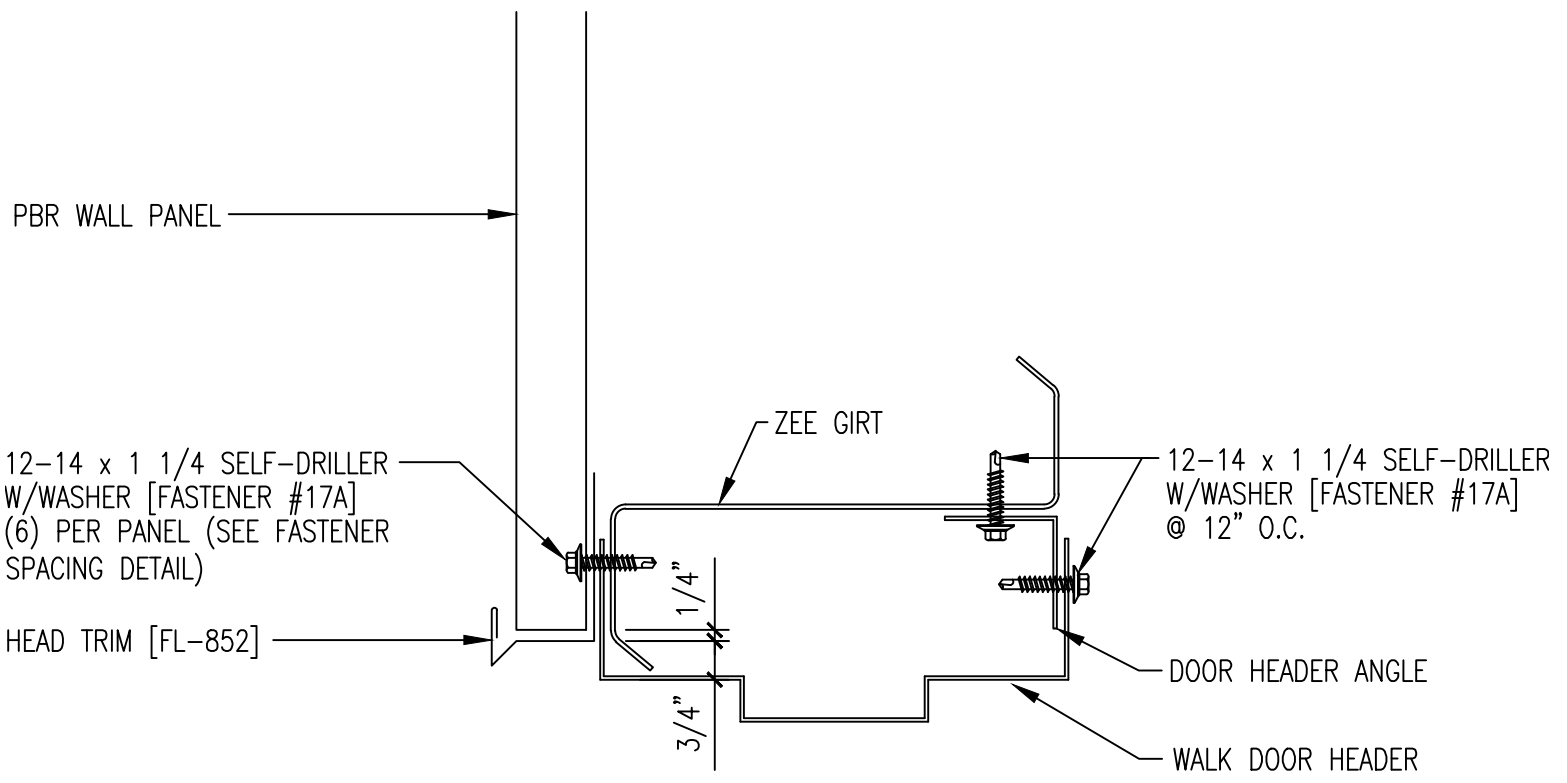 PBR WALL PANEL
ZEE GIRT
12-14 x 1 1/4 SELF-DRILLER
W/WASHER [FASTENER #17A]
(6) PER PANEL (SEE FASTENER
SPACING DETAIL)
12-14 x 1 1/4 SELF-DRILLER
W/WASHER [FASTENER #17A]
@ 12" O.C.
1/4"
HEAD TRIM [FL-852]
DOOR HEADER ANGLE
3/4"
WALK DOOR HEADER